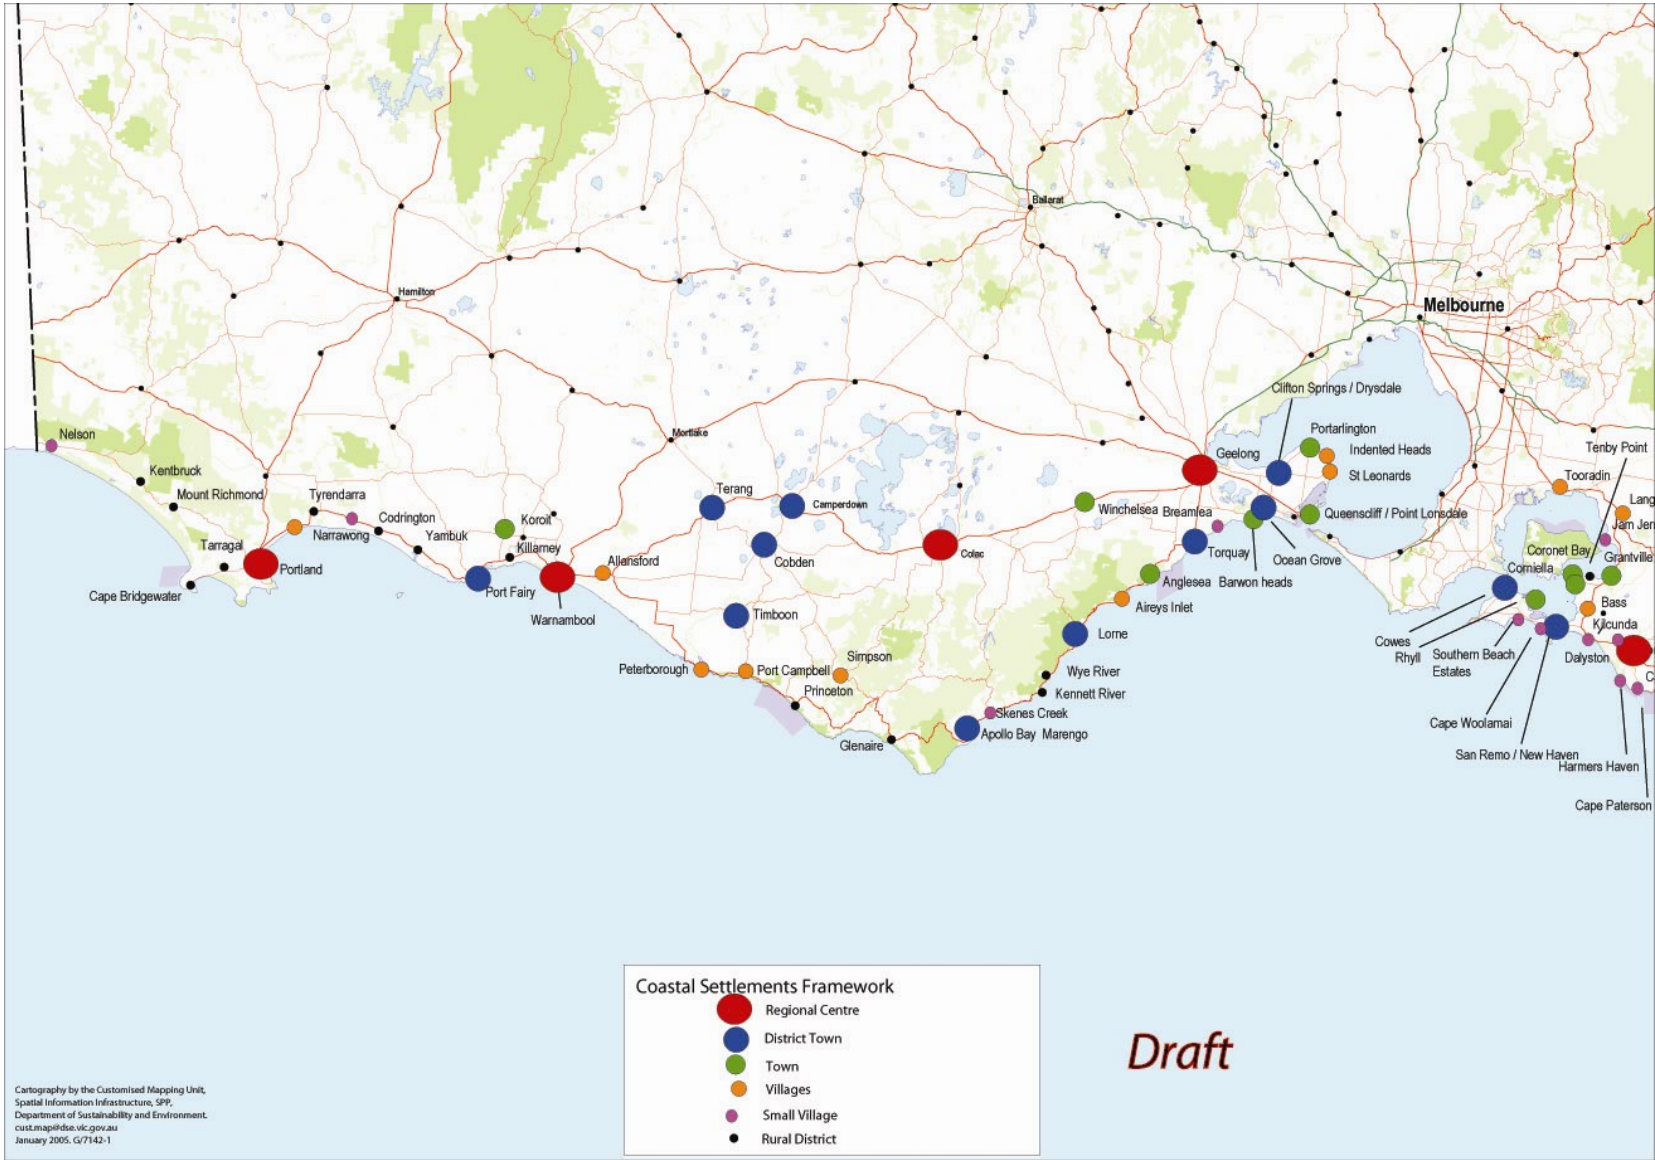 Ballarat
Hamilton
Melbourne
Clifton Springs / Drysdale
Nelson
Mortlake
Portarlington
Indented Heads
Geelong
Tenby Point
Kentbruck
St Leonards
Tooradin
Mount Richmond
Tyrendarra
Terang
Camperdown
Winchelsea
Breamlea
Queenscliff / Point Lonsdale
Lang
Koroit
Codrington
Narrawong
Yambuk
Jam Jerr
Tarragal
Killarney
Allansford
Cobden
Colac
Torquay
Ocean Grove
Coronet Bay
Grantville
Portland
Corniella
Cape Bridgewater
Port Fairy
Anglesea
Barwon heads
Warnambool
Timboon
Aireys Inlet
Bass
Lorne
Kilcunda
Cowes
Rhyll
Southern Beach
Estates
Dalyston
Simpson
Peterborough
Port Campbell
Wye River
C
Princeton
Kennett River
Skenes Creek
Cape Woolamai
Glenaire
Apollo Bay Marengo
San Remo / New Haven
Harmers Haven
Cape Paterson
Coastal Settlements Framework
Regional Centre
District Town
Town
Villages
Small Village
Rural District
Draft
Cartography by the Customised Mapping Unit,
Spatial Information Infrastructure, SPP,
Department of Sustainability and Environment.
cust.map@dse.vic.gov.au
January 2005. G/7142-1